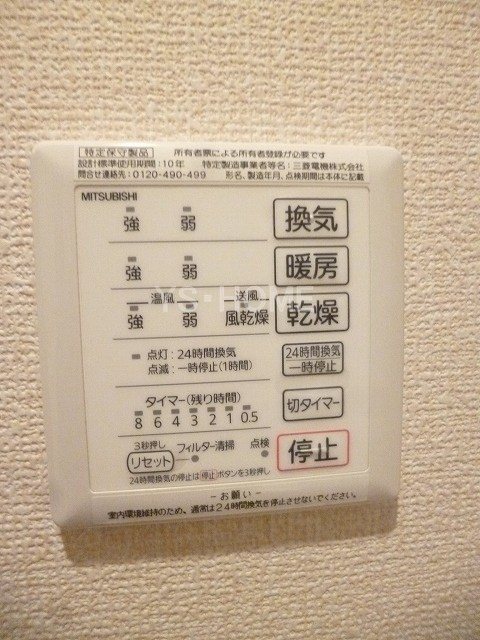 特定保守製品 所有者票による所有者登録が必要です
設計標準使用期間:10年 特定製造事業者等名:三菱電機株式会社
問合せ連絡先:0120-490-499 形名、製造年月、点検期間は本体に記載
MITSUBISHI
強 弱 換気
強 弱 暖房
温風 送風
強 弱 風乾燥 乾燥
YS・HOME
点灯:24時間換気
点滅:一時停止(1時間)
24時間換気
一時停止
タイマー(残り時間)
8 6 4 3 2 1 0.5
切タイマー
3秒押し
リセット フィルター清掃 点検
停止
24時間換気の停止は停止ボタンを3秒押し
-お願い-
室内環境維持のため、通常は24時間換気を停止させないでください。